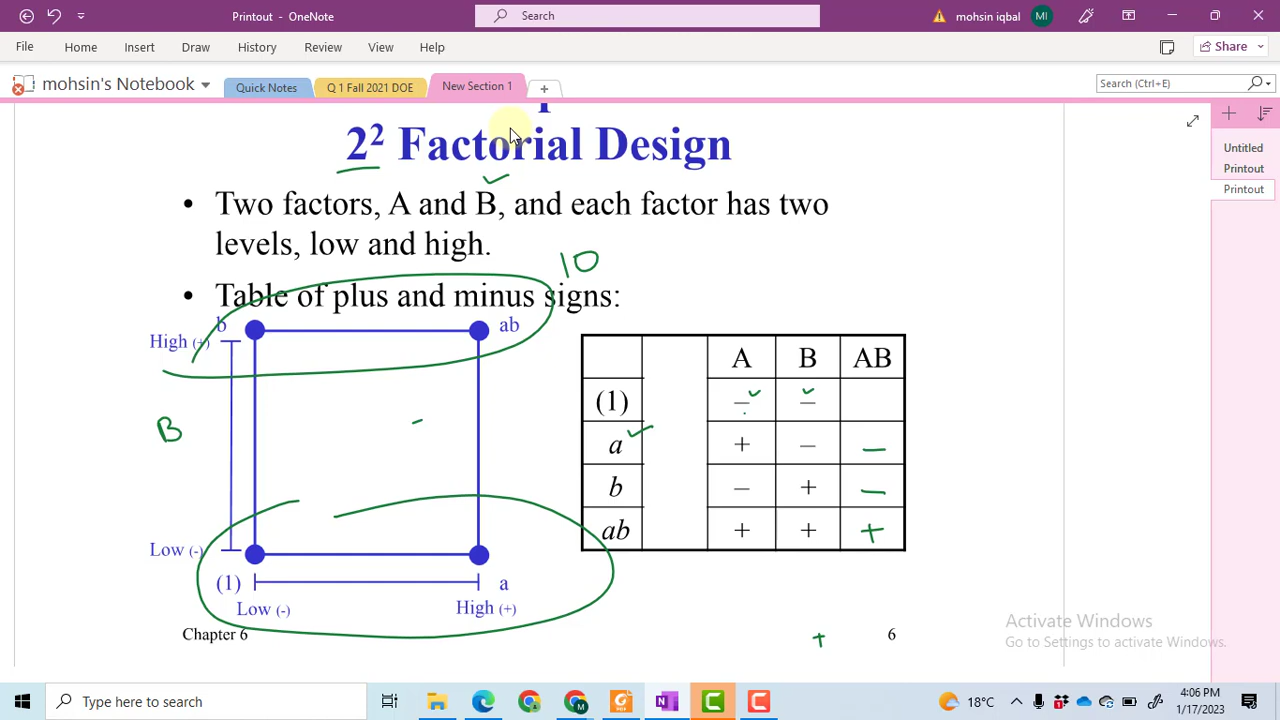 Printout - OneNote
Search
mohsin iqbal
MI
File Home Insert Draw History Review View Help
Share
mohsin's Notebook
Quick Notes
Q 1 Fall 2021 DOE
New Section 1
+
Search (Ctrl+E)
Untitled
Printout
Printout
2² Factorial Design
• Two factors, A and B, and each factor has two
levels, low and high.
10
• Table of plus and minus signs:
b
ab
High (+)
B
Low (-)
(1)
a
Low (-)
High (+)
A B AB
(1) – –
a + – –
b – + –
ab + + +
Chapter 6
+
6
Activate Windows
Go to Settings to activate Windows.
Type here to search
18°C
4:06 PM
1/17/2023